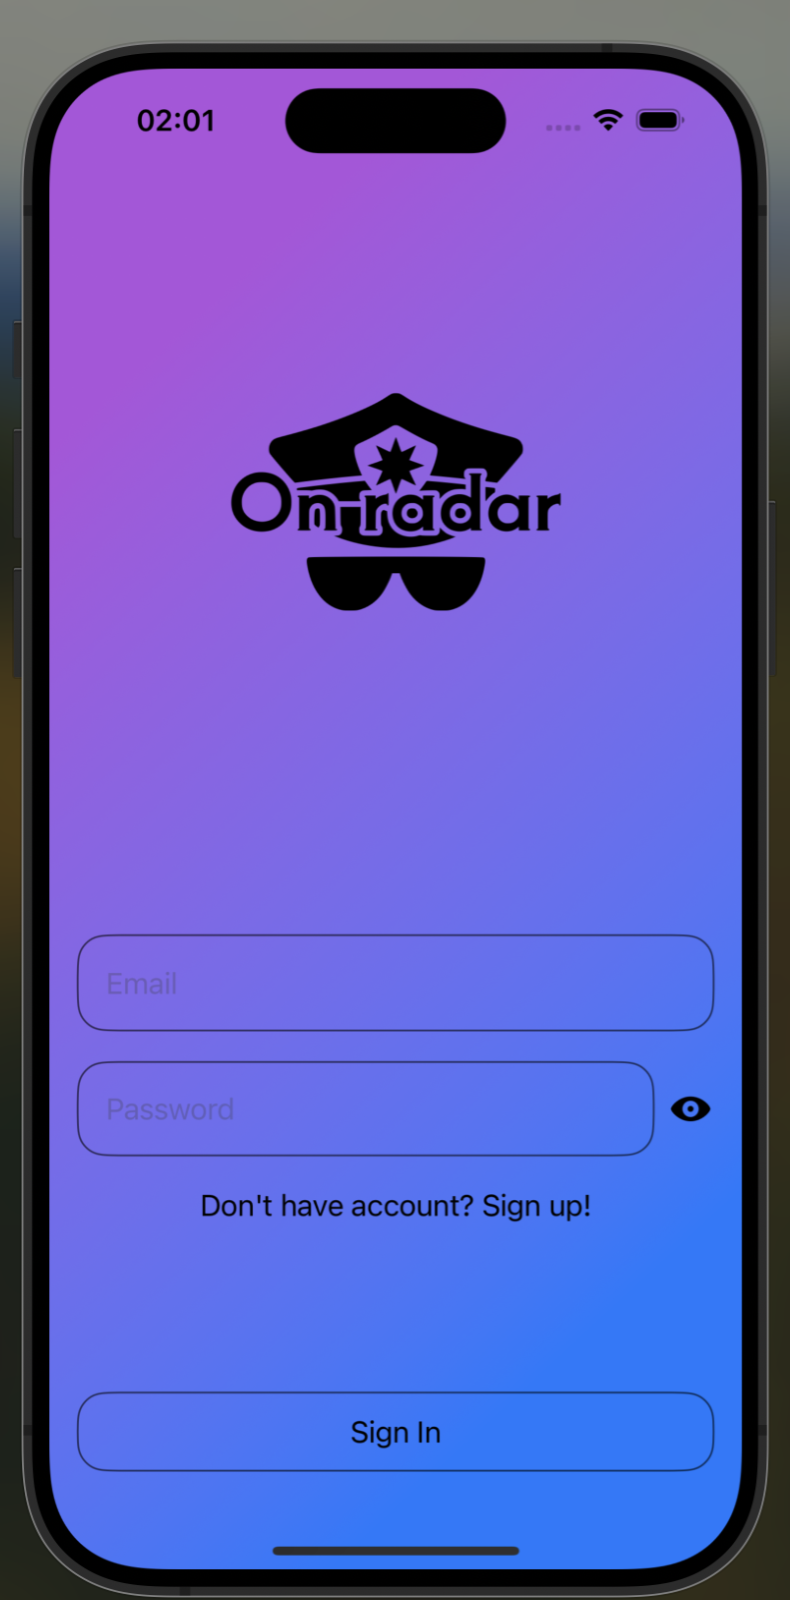 02:01
On radar
Email
Password
Don't have account? Sign up!
Sign In